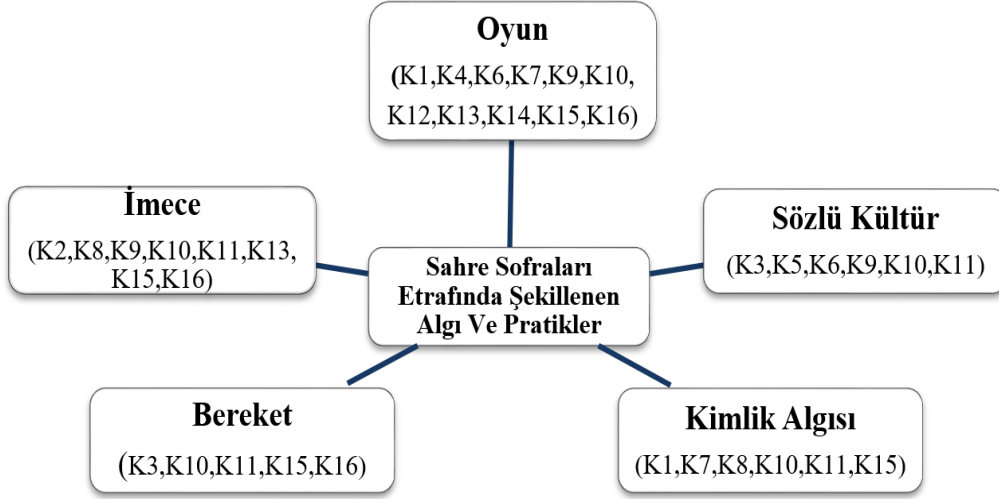 Oyun
(K1,K4,K6,K7,K9,K10,
K12,K13,K14,K15,K16)
İmece
(K2,K8,K9,K10,K11,K13,
K15,K16)
Sözlü Kültür
(K3,K5,K6,K9,K10,K11)
Sahre Sofraları
Etrafında Şekillenen
Algı Ve Pratikler
Bereket
(K3,K10,K11,K15,K16)
Kimlik Algısı
(K1,K7,K8,K10,K11,K15)